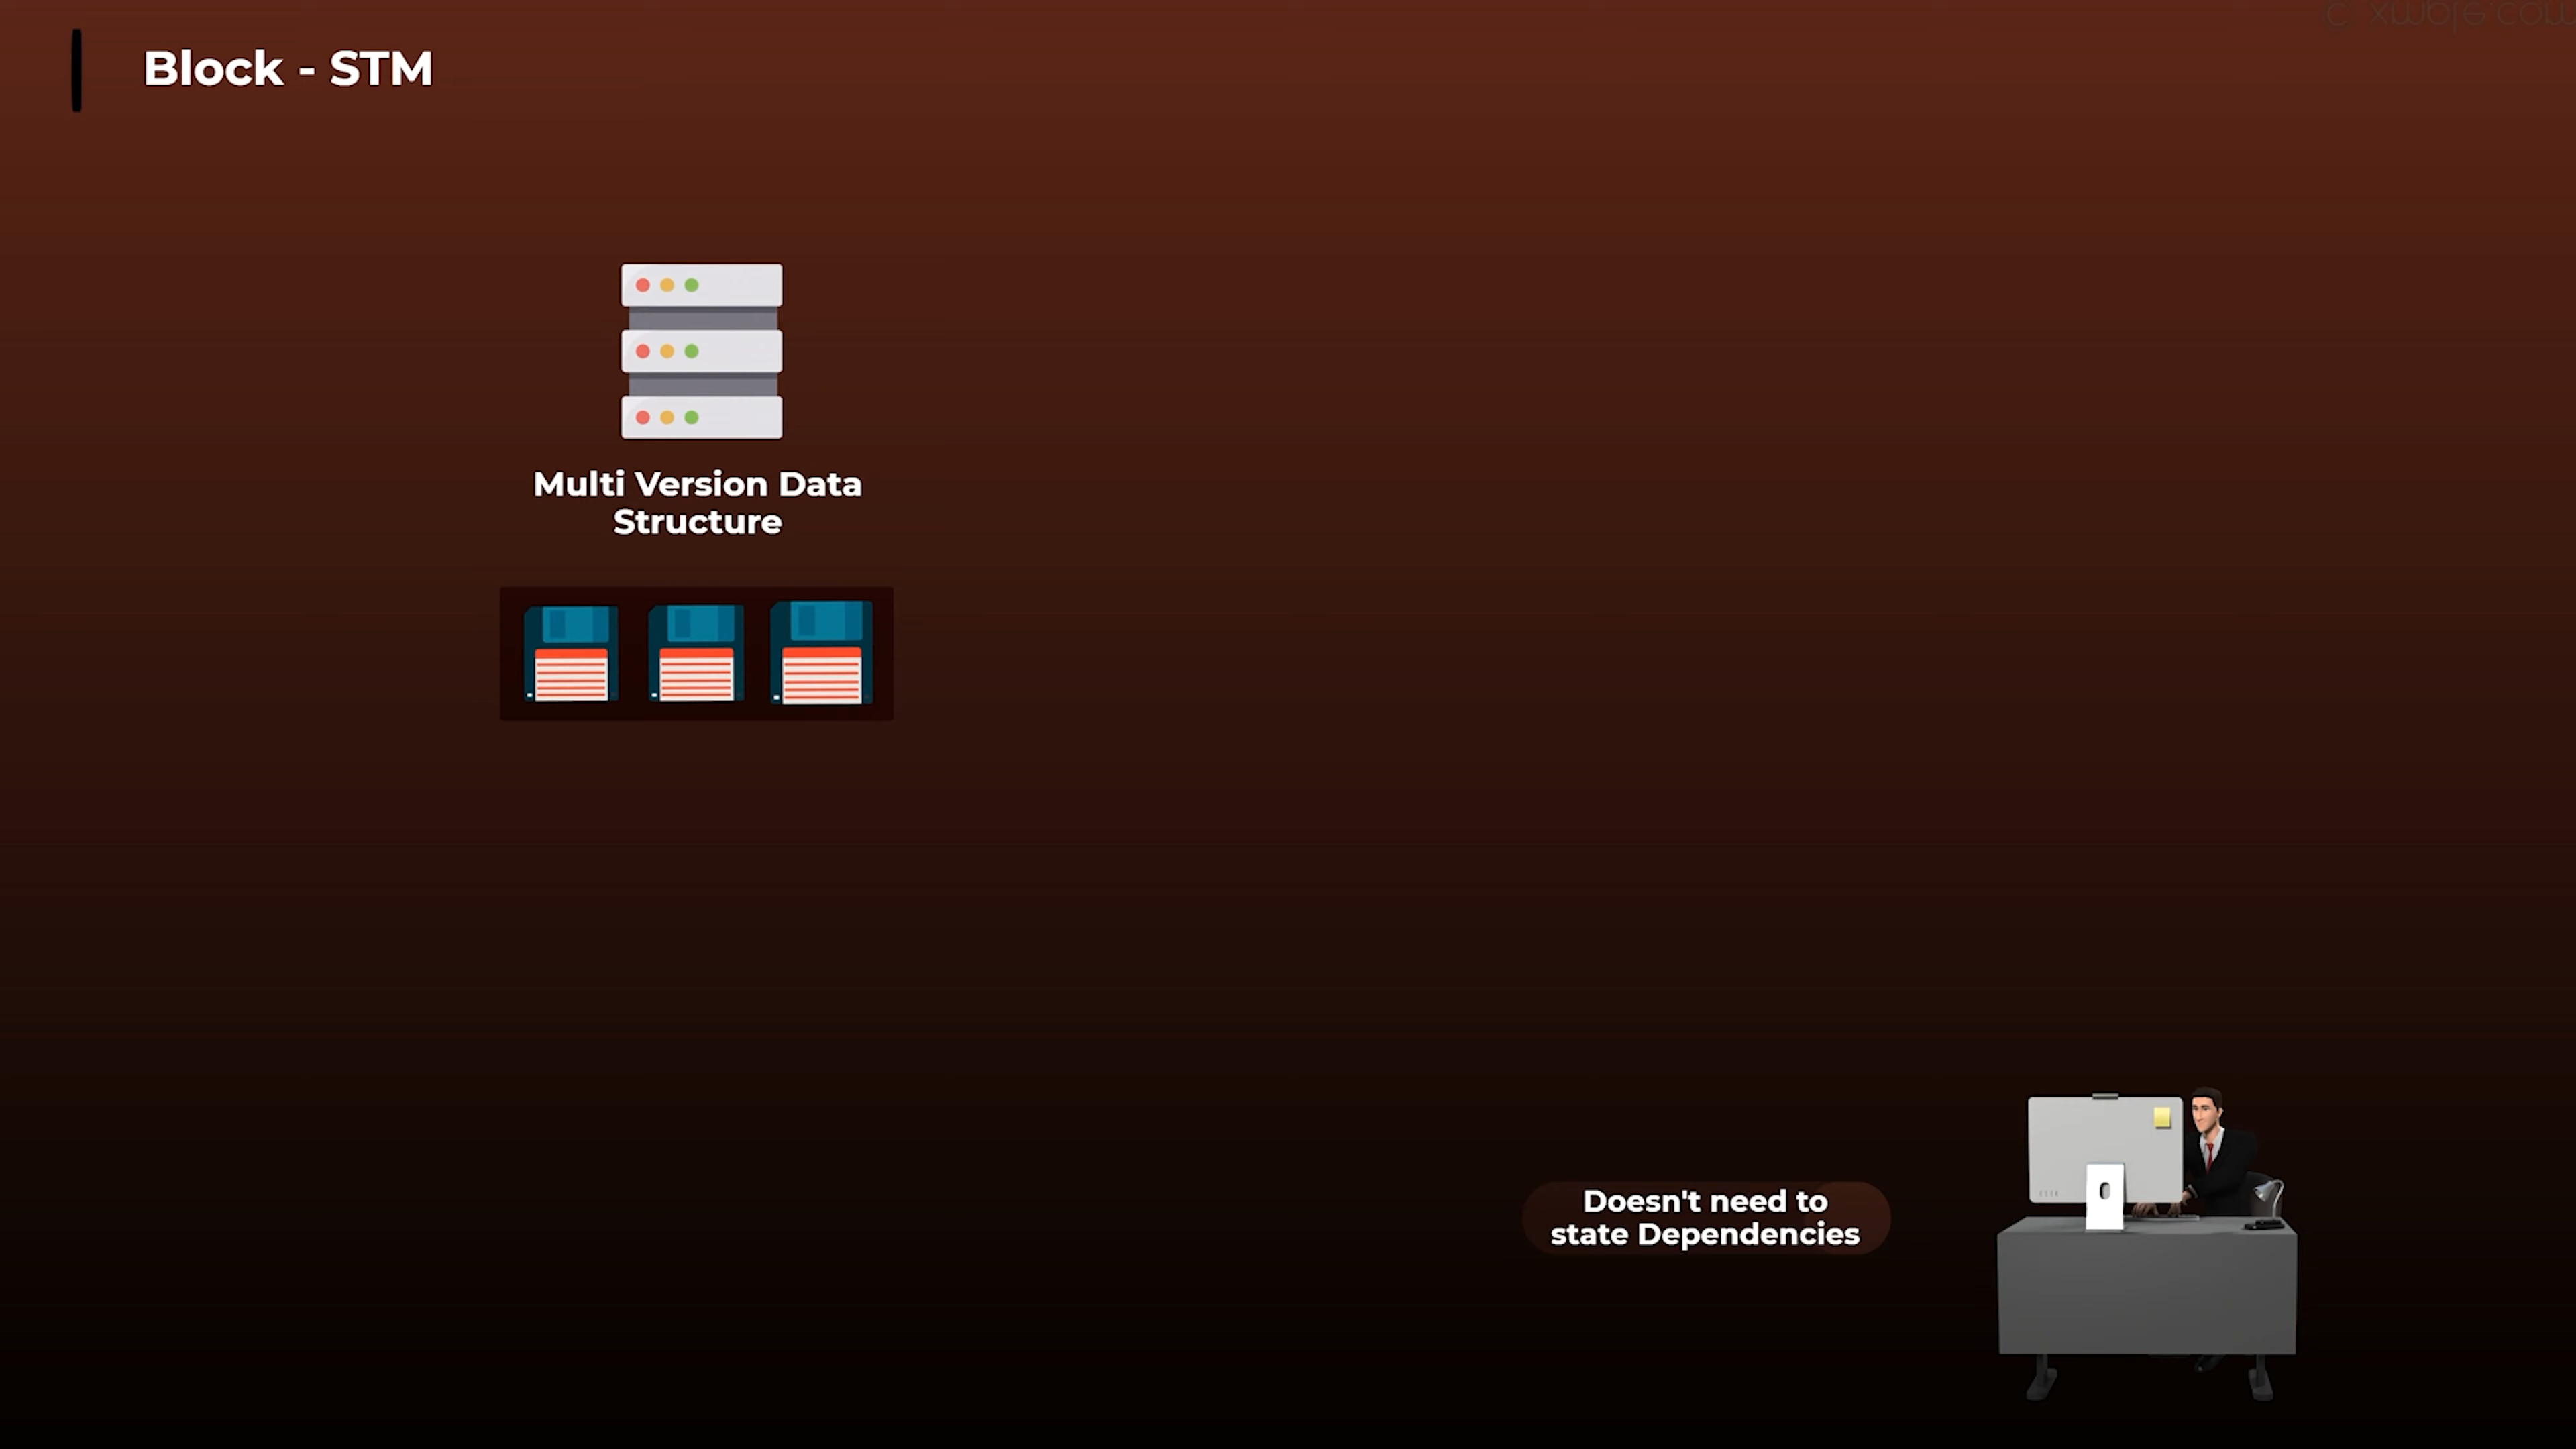 Block - STM
Multi Version Data
Structure
Doesn't need to
state Dependencies